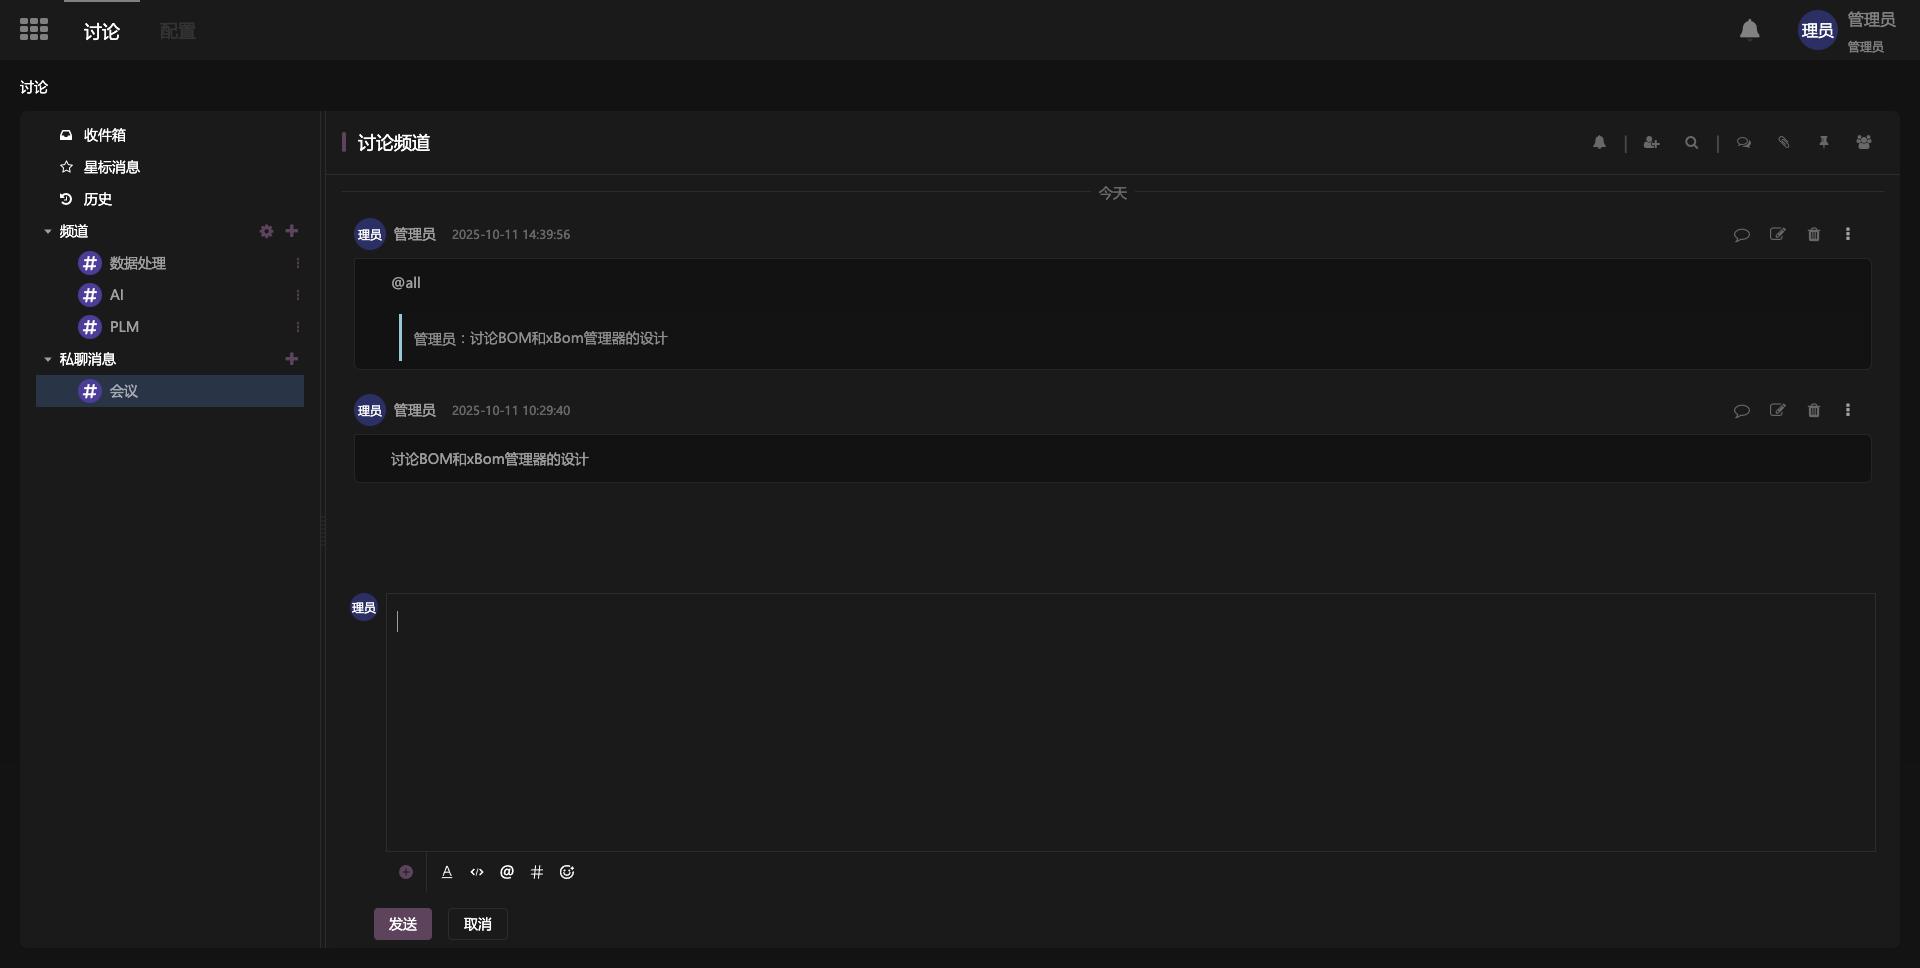 讨论
配置
理员
管理员
管理员
讨论
收件箱
星标消息
历史
频道
# 数据处理
# AI
# PLM
私聊消息
# 会议
讨论频道
今天
理员 管理员 2025-10-11 14:39:56
@all
管理员：讨论BOM和xBom管理器的设计
理员 管理员 2025-10-11 10:29:40
讨论BOM和xBom管理器的设计
理员
A </> @ #
发送 取消